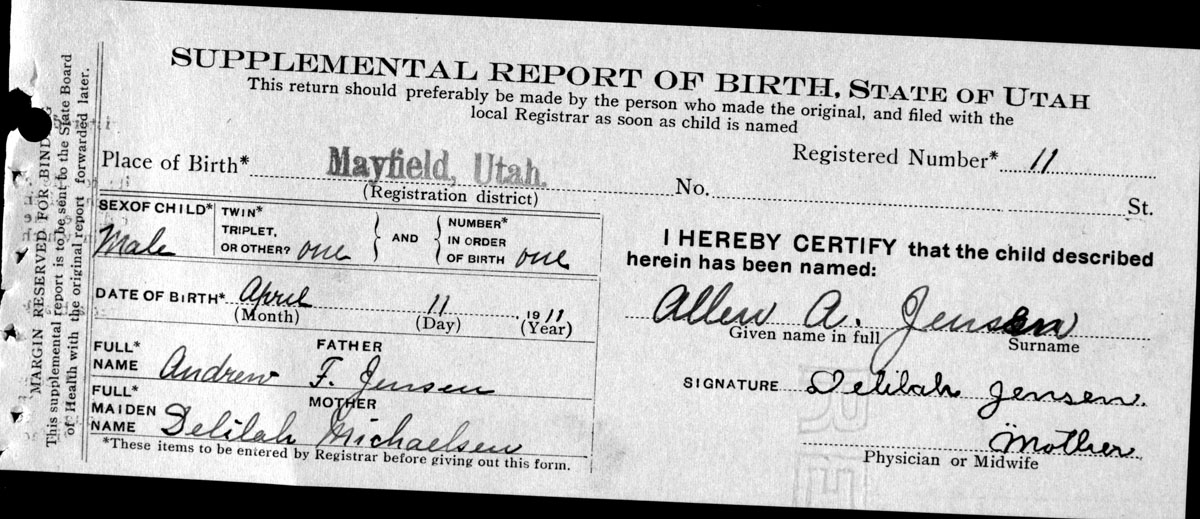 SUPPLEMENTAL REPORT OF BIRTH, STATE OF UTAH
This return should preferably be made by the person who made the original, and filed with the
local Registrar as soon as child is named
MARGIN RESERVED FOR BINDING
This supplemental report is to be sent to the State Board
of Health with the original report forwarded later.
Place of Birth* Mayfield, Utah. No. St.
(Registration district)
Registered Number* 11
SEX OF CHILD* Male
TWIN*
TRIPLET,
OR OTHER? one
AND
NUMBER*
IN ORDER
OF BIRTH one
DATE OF BIRTH* April 11, 1911
(Month) (Day) (Year)
FATHER
FULL*
NAME Andrew F. Jensen
MOTHER
FULL*
MAIDEN
NAME Delilah Michaelsen
*These items to be entered by Registrar before giving out this form.
I HEREBY CERTIFY that the child described
herein has been named:
Allen A. Jensen
Given name in full Surname
SIGNATURE Delilah Jensen.
Mother
Physician or Midwife